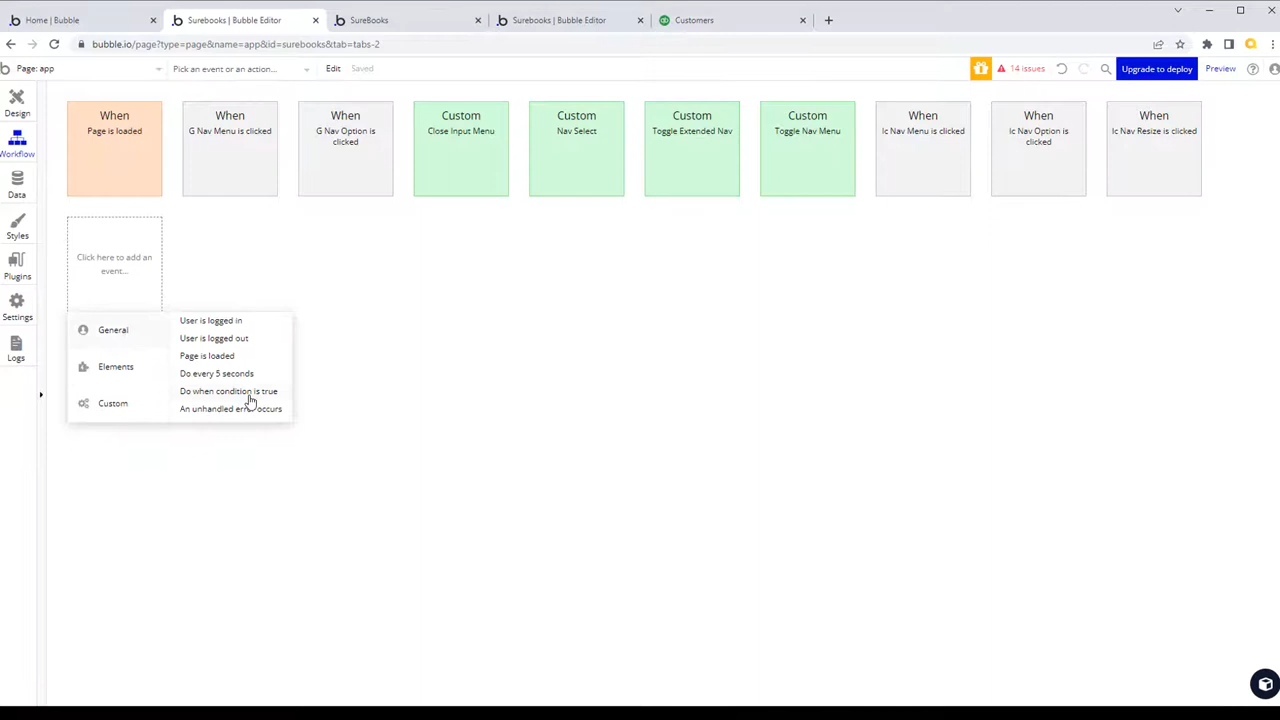 Home | Bubble
Surebooks | Bubble Editor
SureBooks
Surebooks | Bubble Editor
Customers
bubble.io/page?type=page&name=app&id=surebooks&tab=tabs-2
Page: app
Pick an event or an action...
Edit
Saved
14 issues
Upgrade to deploy
Preview
Design
Workflow
Data
Styles
Plugins
Settings
Logs
When
Page is loaded
When
G Nav Menu is clicked
When
G Nav Option is
clicked
Custom
Close Input Menu
Custom
Nav Select
Custom
Toggle Extended Nav
Custom
Toggle Nav Menu
When
Ic Nav Menu is clicked
When
Ic Nav Option is
clicked
When
Ic Nav Resize is clicked
Click here to add an
event...
General
Elements
Custom
User is logged in
User is logged out
Page is loaded
Do every 5 seconds
Do when condition is true
An unhandled error occurs